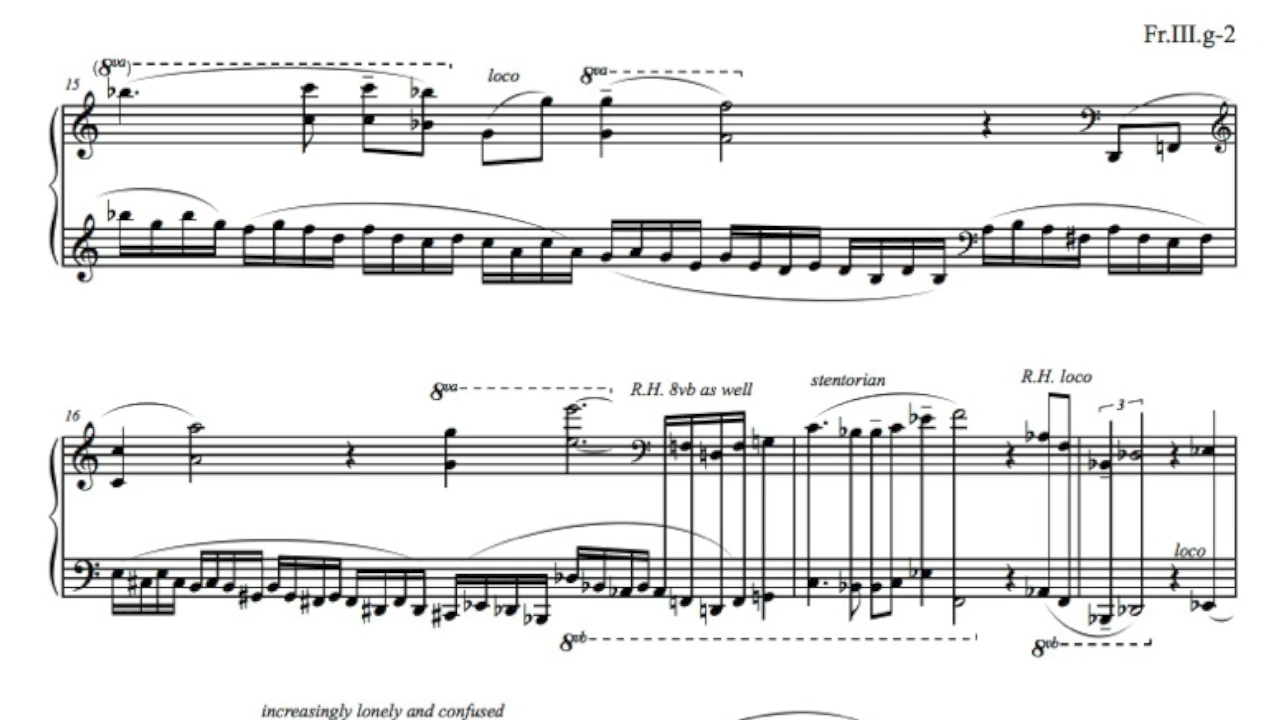 Fr.III.g-2
(8va)
15
loco
8va
16
8va
R.H. 8vb as well
stentorian
R.H. loco
3
loco
8vb
8vb
increasingly lonely and confused